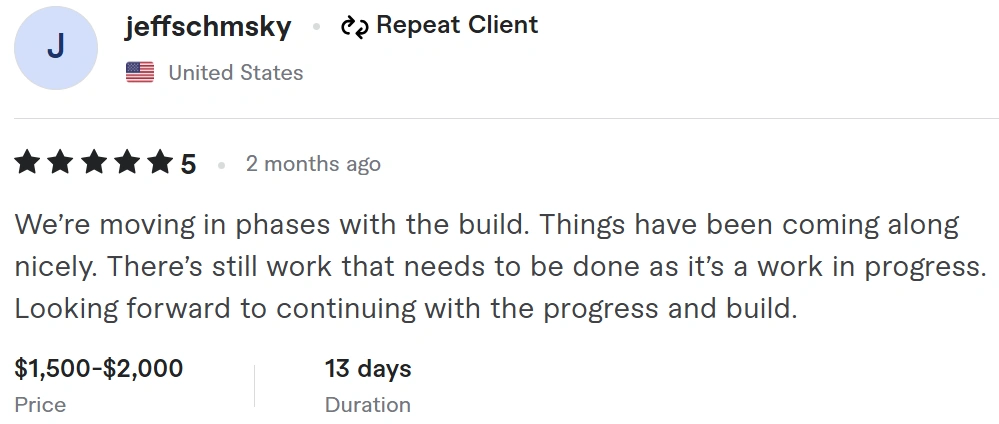 J
jeffschmsky • Repeat Client
United States
5 • 2 months ago
We’re moving in phases with the build. Things have been coming along
nicely. There’s still work that needs to be done as it’s a work in progress.
Looking forward to continuing with the progress and build.
$1,500-$2,000
Price
13 days
Duration